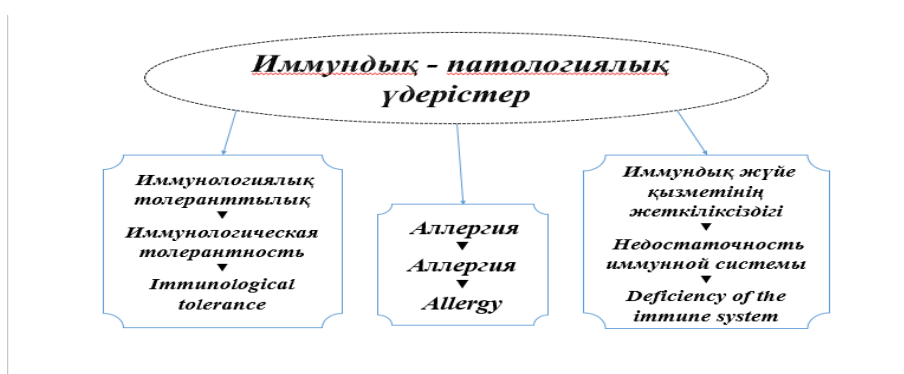 Иммундық - патологиялық
үдерістер
Иммунологиялық
толеранттылық
▼
Иммунологическая
толерантность
▼
Immunological
tolerance
Аллергия
▼
Аллергия
▼
Allergy
Иммундық жүйе
қызметінің
жеткіліксіздігі
▼
Недостаточность
иммунной системы
▼
Deficiency of the
immune system